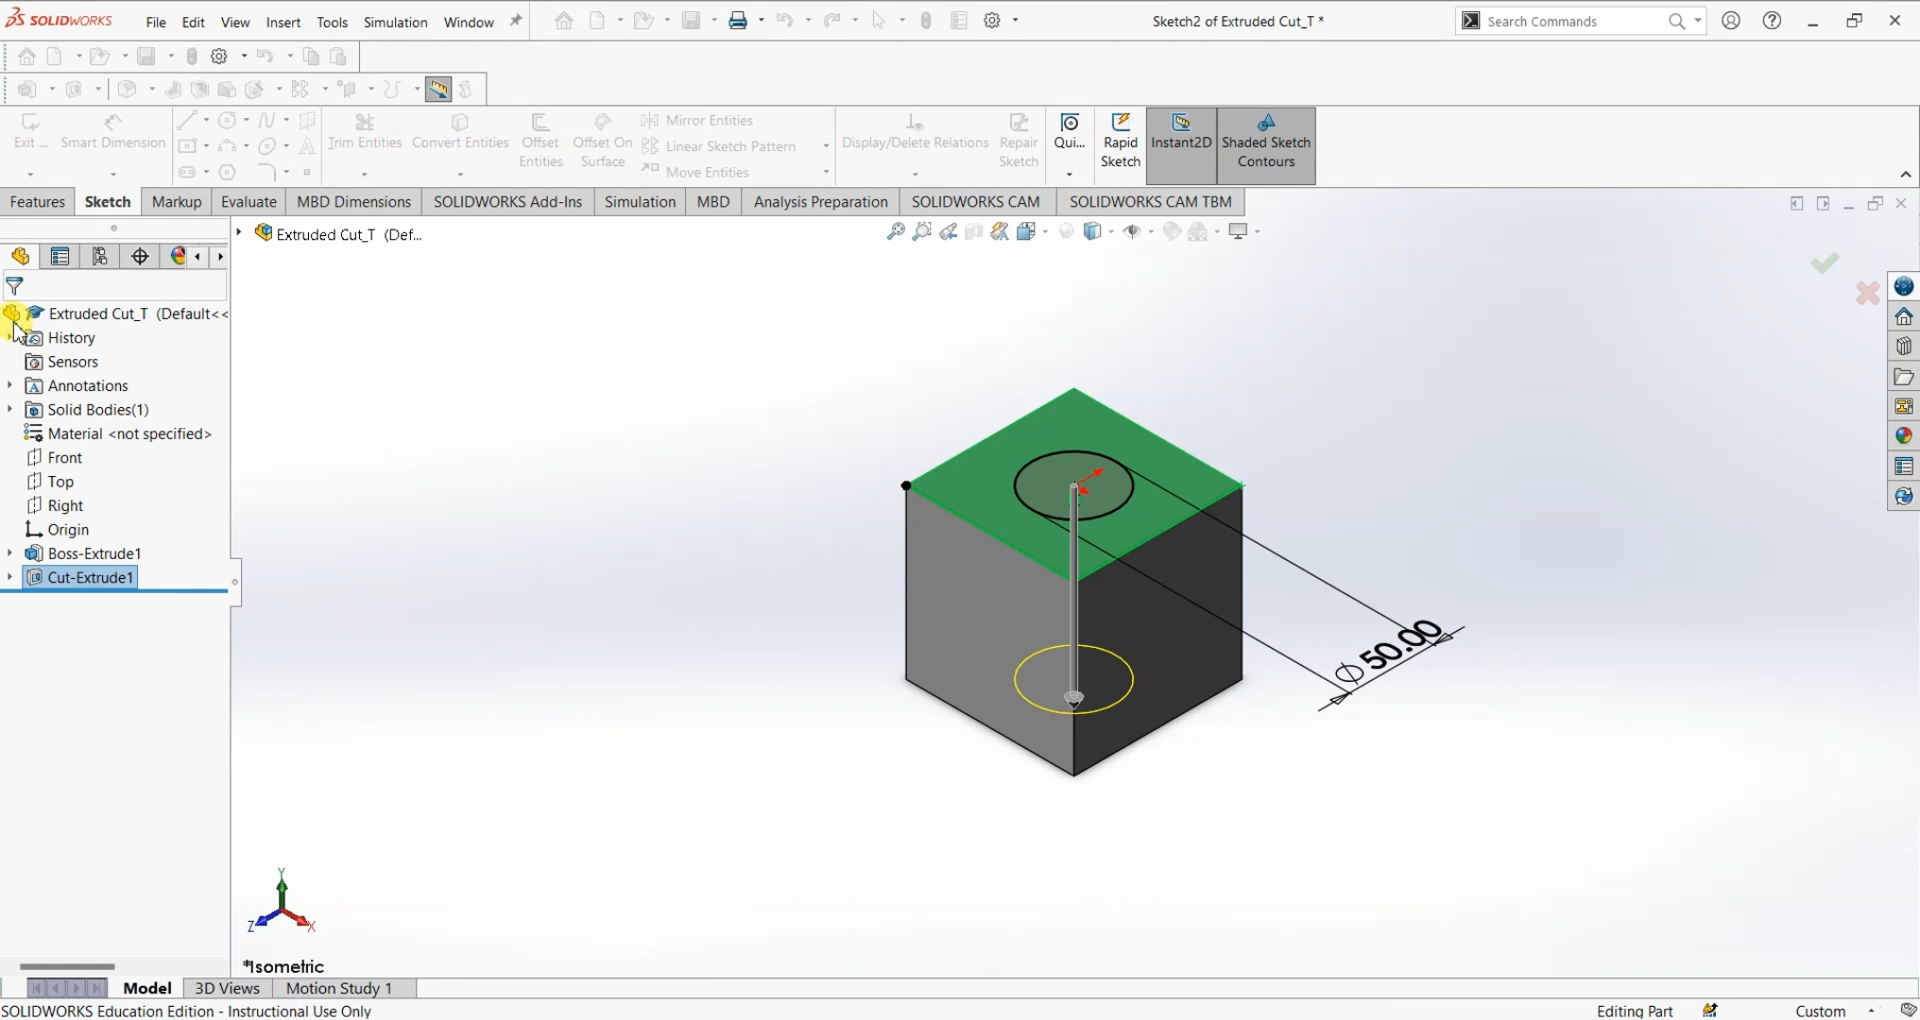 SOLIDWORKS File Edit View Insert Tools Simulation Window
Sketch2 of Extruded Cut_T *
Search Commands
Exit ... Smart Dimension
Trim Entities Convert Entities Offset Entities Offset On Surface
Mirror Entities
Linear Sketch Pattern
Move Entities
Display/Delete Relations Repair Sketch Qui... Rapid Sketch Instant2D Shaded Sketch Contours
Features Sketch Markup Evaluate MBD Dimensions SOLIDWORKS Add-Ins Simulation MBD Analysis Preparation SOLIDWORKS CAM SOLIDWORKS CAM TBM
Extruded Cut_T (Def...
Extruded Cut_T (Default<<
History
Sensors
Annotations
Solid Bodies(1)
Material <not specified>
Front
Top
Right
Origin
Boss-Extrude1
Cut-Extrude1
∅ 50.00
Y
Z X
*Isometric
Model 3D Views Motion Study 1
SOLIDWORKS Education Edition - Instructional Use Only
Editing Part Custom